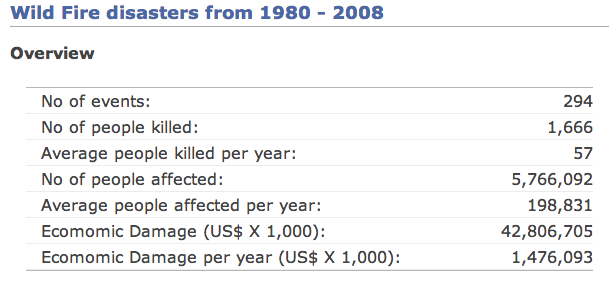 Wild Fire disasters from 1980 - 2008
Overview
No of events: 294
No of people killed: 1,666
Average people killed per year: 57
No of people affected: 5,766,092
Average people affected per year: 198,831
Ecomomic Damage (US$ X 1,000): 42,806,705
Ecomomic Damage per year (US$ X 1,000): 1,476,093